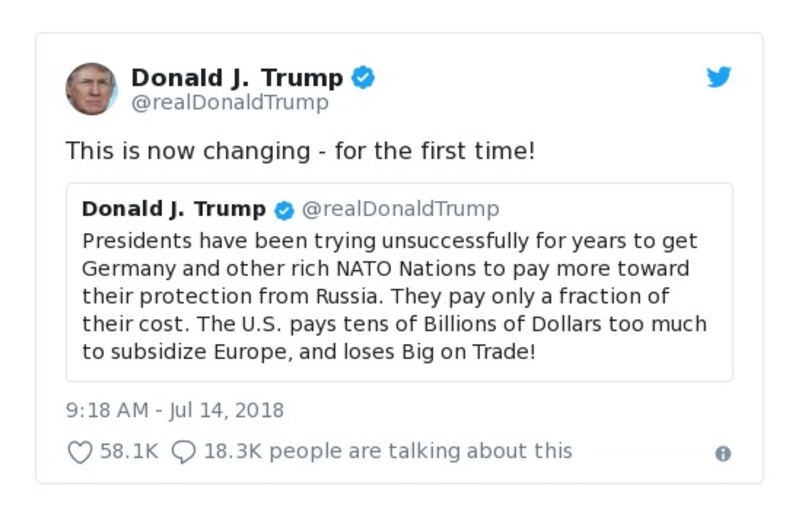 Donald J. Trump
@realDonaldTrump
This is now changing - for the first time!
Donald J. Trump @realDonaldTrump
Presidents have been trying unsuccessfully for years to get
Germany and other rich NATO Nations to pay more toward
their protection from Russia. They pay only a fraction of
their cost. The U.S. pays tens of Billions of Dollars too much
to subsidize Europe, and loses Big on Trade!
9:18 AM - Jul 14, 2018
58.1K 18.3K people are talking about this